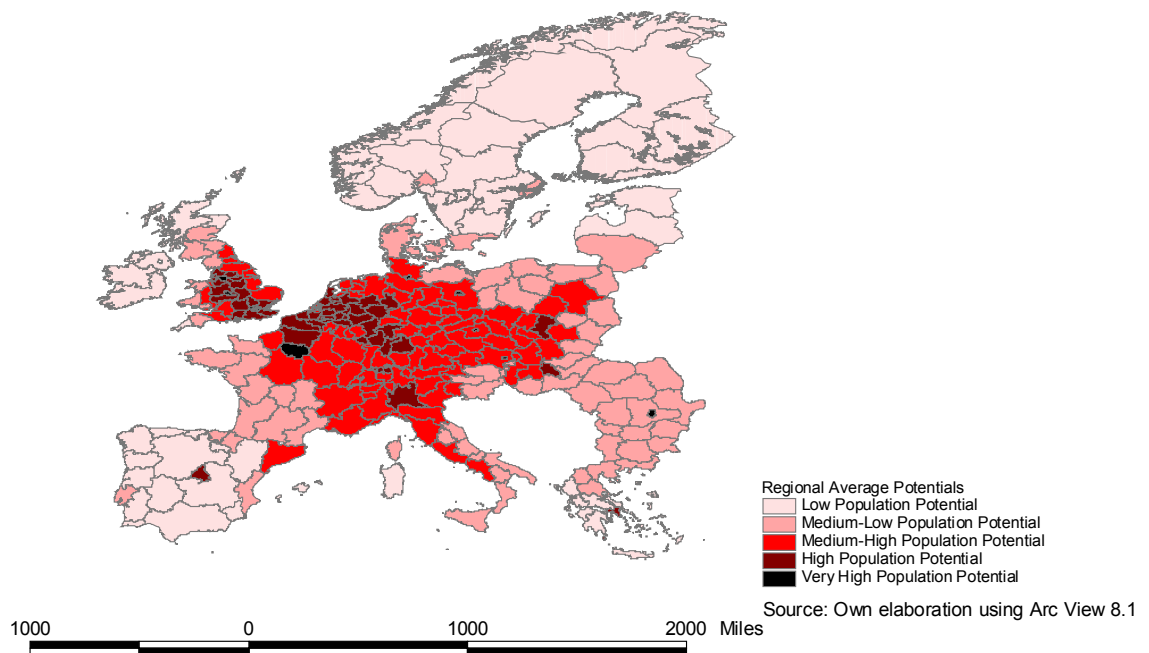 Regional Average Potentials
Low Population Potential
Medium-Low Population Potential
Medium-High Population Potential
High Population Potential
Very High Population Potential
Source: Own elaboration using Arc View 8.1
1000 0 1000 2000 Miles